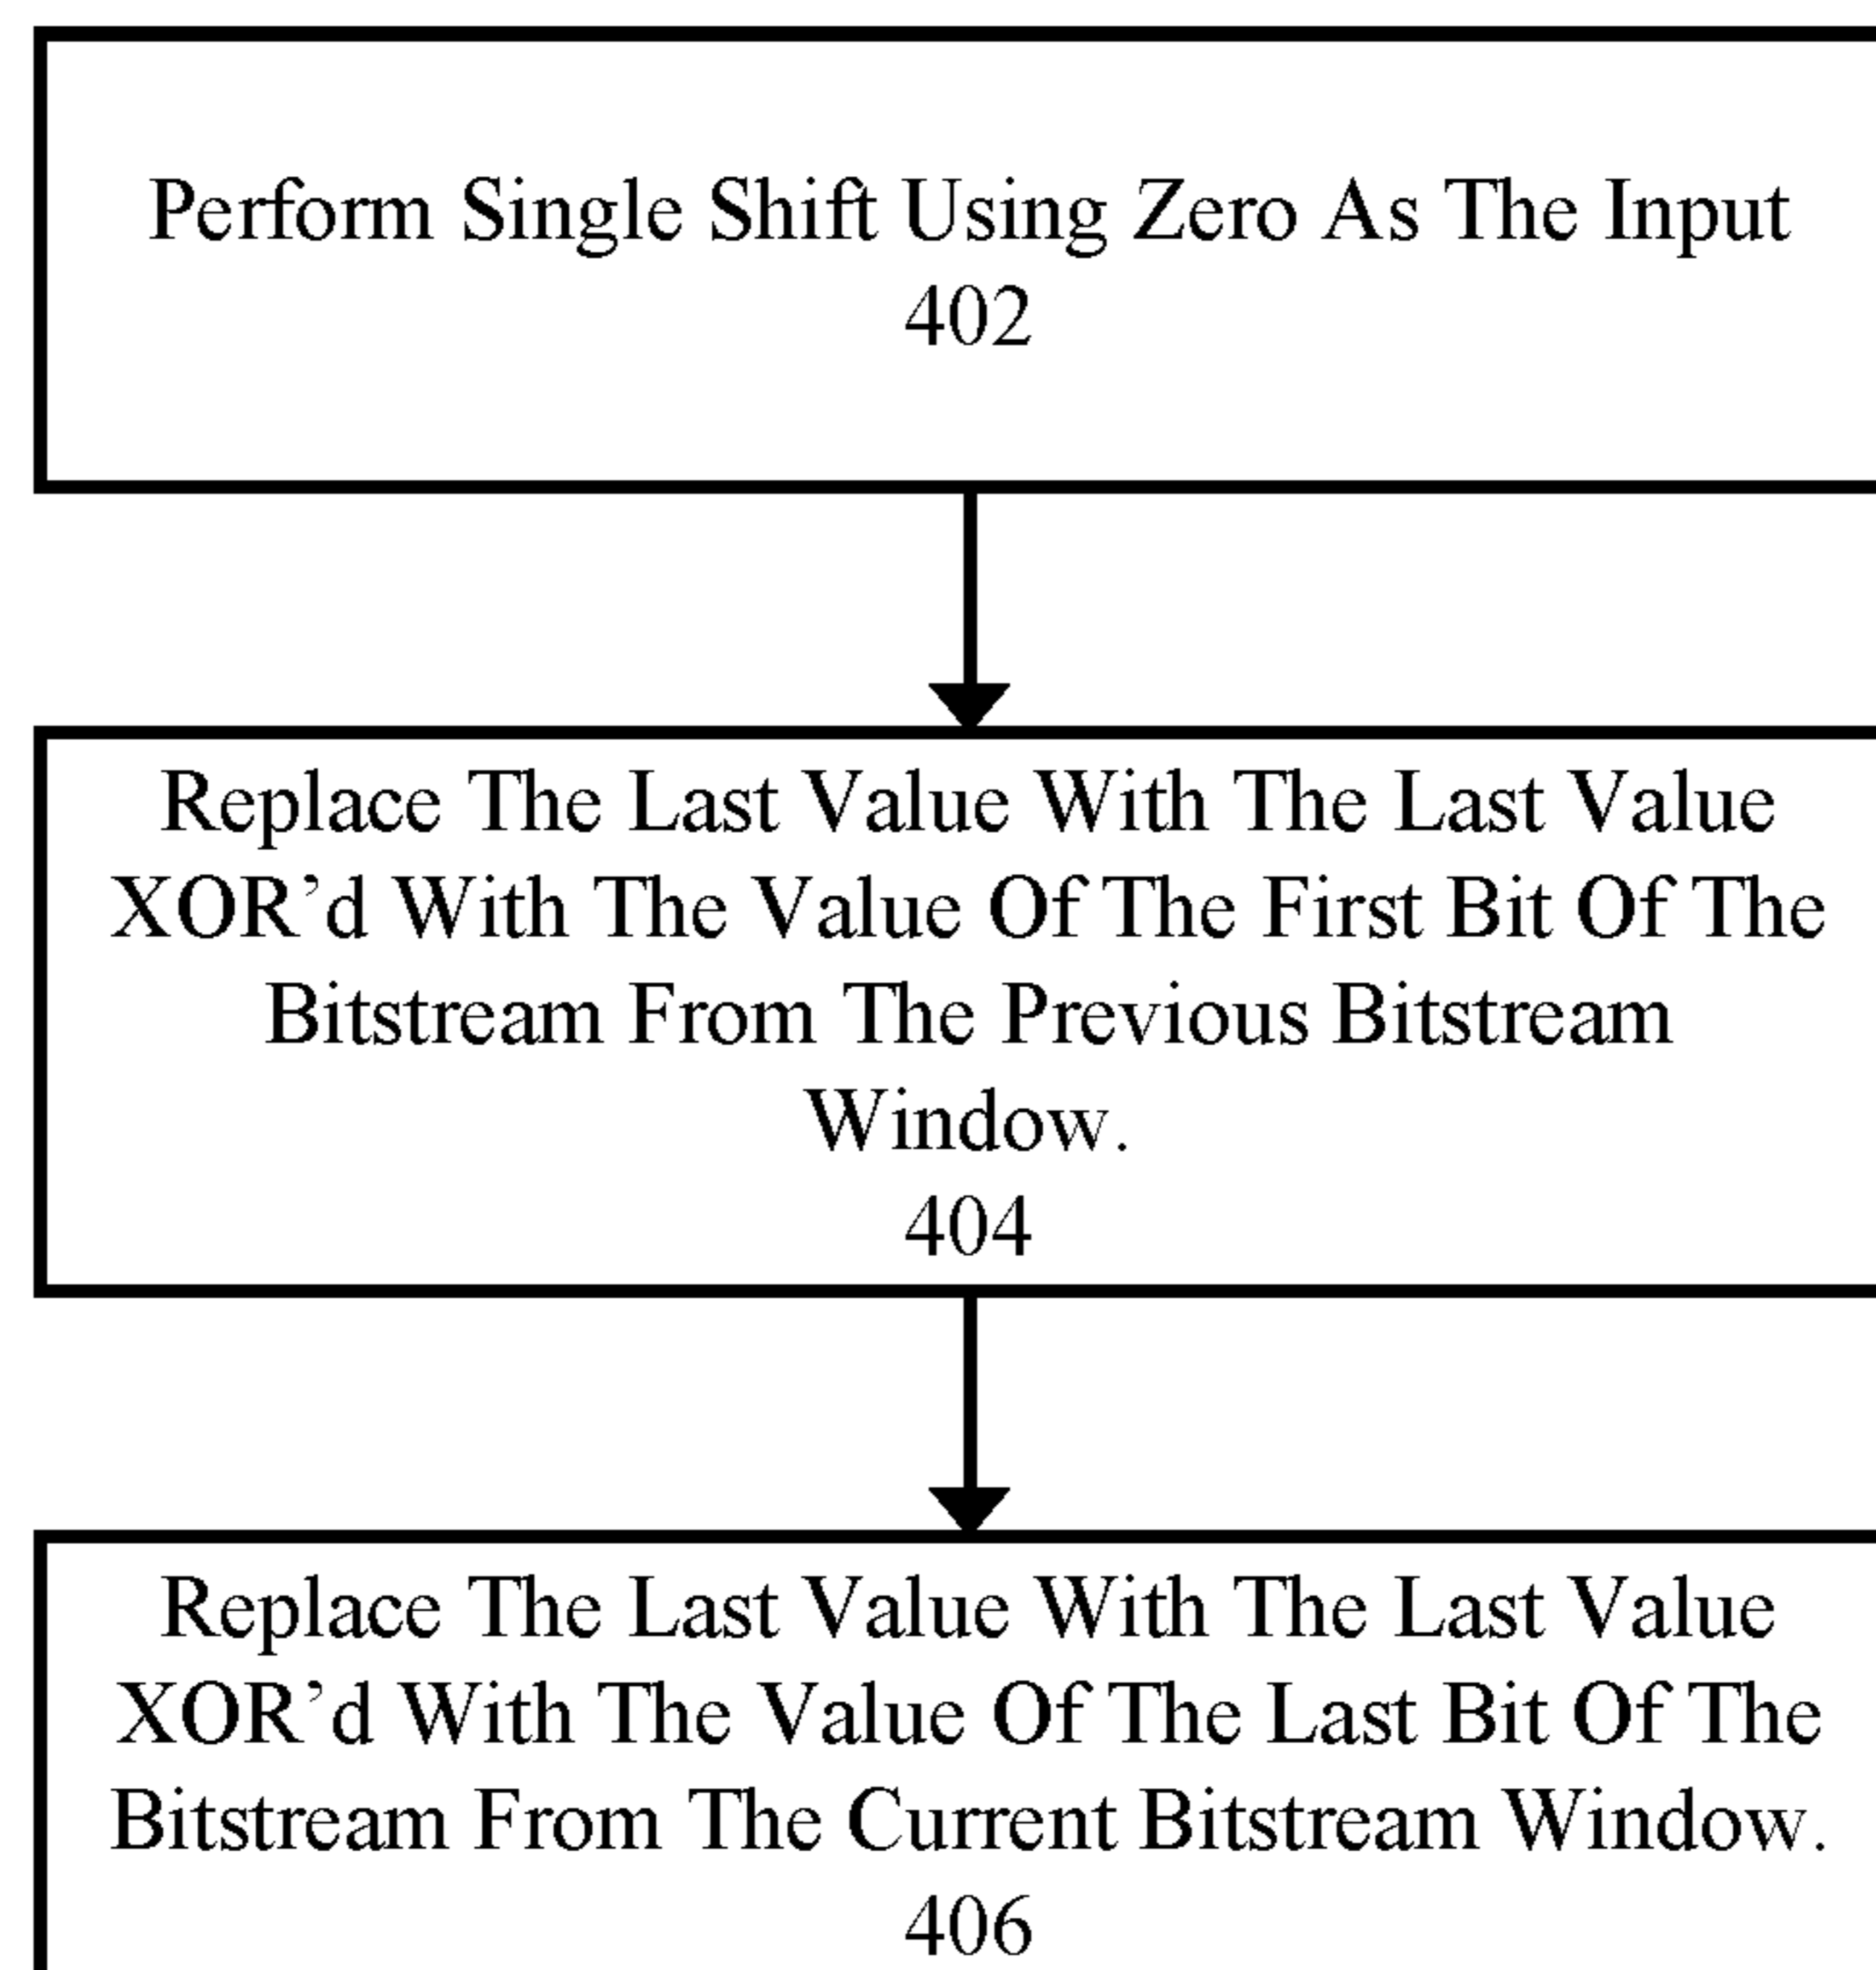 Perform Single Shift Using Zero As The Input
402
Replace The Last Value With The Last Value
XOR’d With The Value Of The First Bit Of The
Bitstream From The Previous Bitstream
Window.
404
Replace The Last Value With The Last Value
XOR’d With The Value Of The Last Bit Of The
Bitstream From The Current Bitstream Window.
406